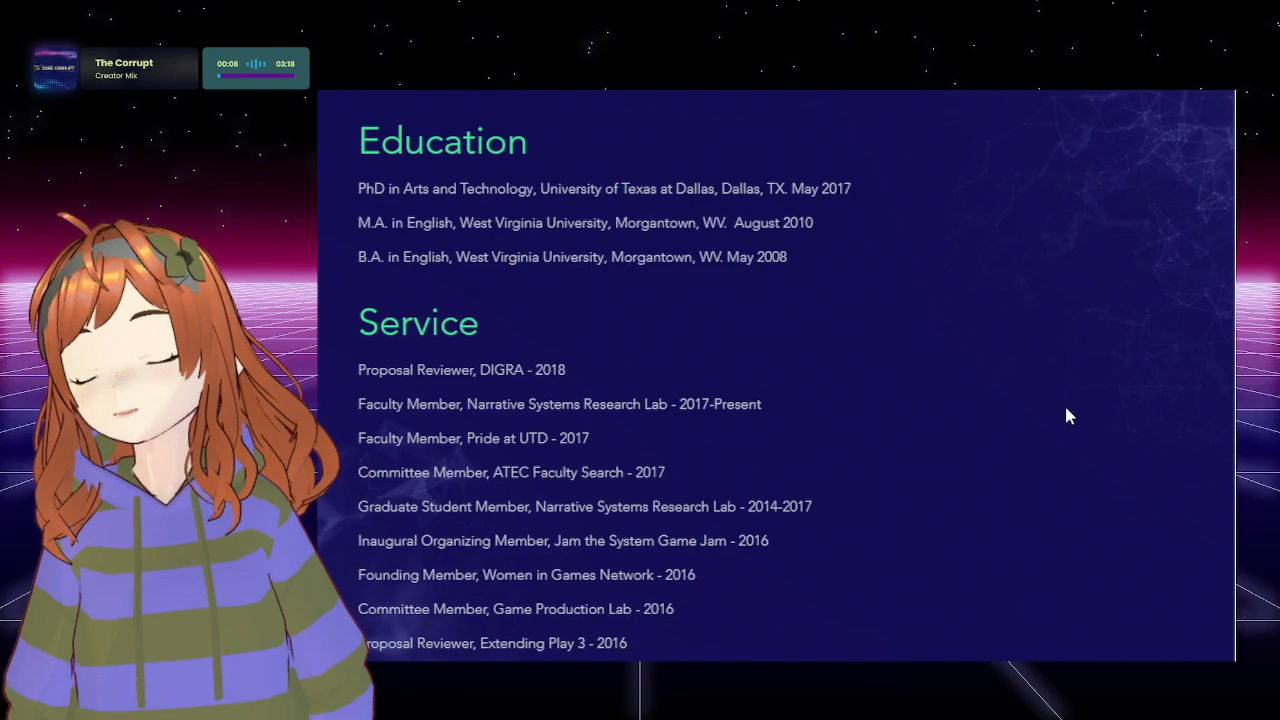 CORE CORRUPT
The Corrupt
Creator Mix
00:06
03:18
Education
PhD in Arts and Technology, University of Texas at Dallas, Dallas, TX. May 2017
M.A. in English, West Virginia University, Morgantown, WV.  August 2010
B.A. in English, West Virginia University, Morgantown, WV. May 2008
Service
Proposal Reviewer, DIGRA - 2018
Faculty Member, Narrative Systems Research Lab - 2017-Present
Faculty Member, Pride at UTD - 2017
Committee Member, ATEC Faculty Search - 2017
Graduate Student Member, Narrative Systems Research Lab - 2014-2017
Inaugural Organizing Member, Jam the System Game Jam - 2016
Founding Member, Women in Games Network - 2016
Committee Member, Game Production Lab - 2016
roposal Reviewer, Extending Play 3 - 2016